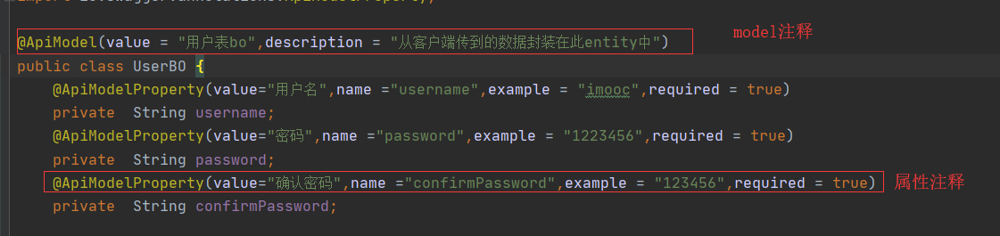 @ApiModel(value = "用户表bo",description = "从客户端传到的数据封装在此entity中")
model注释
public class UserBO {
@ApiModelProperty(value="用户名",name ="username",example = "imooc",required = true)
private  String username;
@ApiModelProperty(value="密码",name ="password",example = "1223456",required = true)
private  String password;
@ApiModelProperty(value="确认密码",name ="confirmPassword",example = "123456",required = true)
属性注释
private  String confirmPassword;